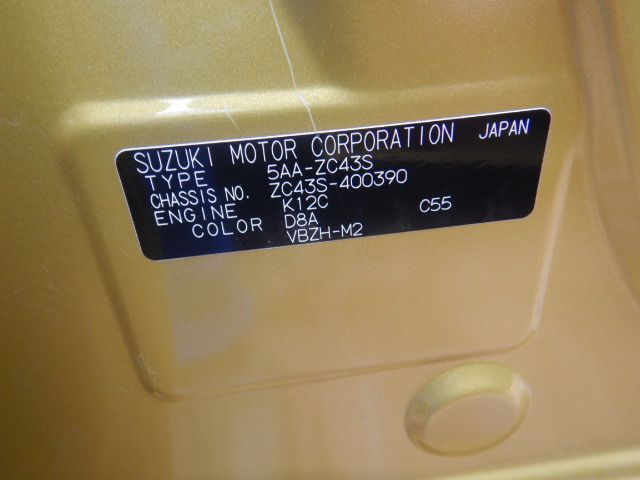 SUZUKI MOTOR CORPORATION JAPAN
TYPE 5AA-ZC43S
CHASSIS NO. ZC43S-400390
ENGINE K12C C55
COLOR D8A
VBZH-M2